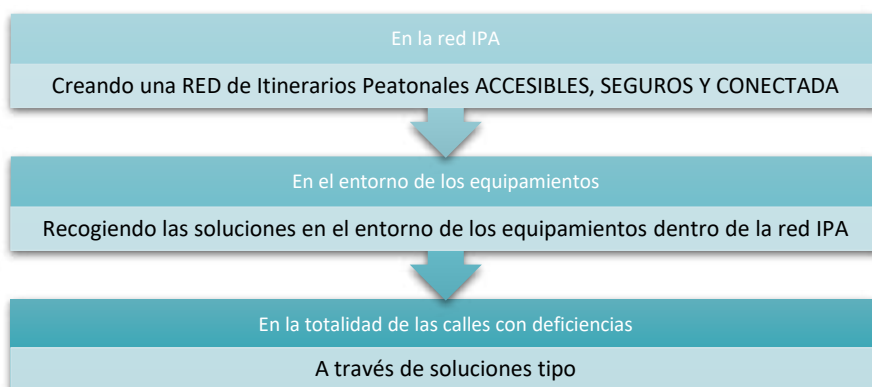 En la red IPA
Creando una RED de Itinerarios Peatonales ACCESIBLES, SEGUROS Y CONECTADA
En el entorno de los equipamientos
Recogiendo las soluciones en el entorno de los equipamientos dentro de la red IPA
En la totalidad de las calles con deficiencias
A través de soluciones tipo